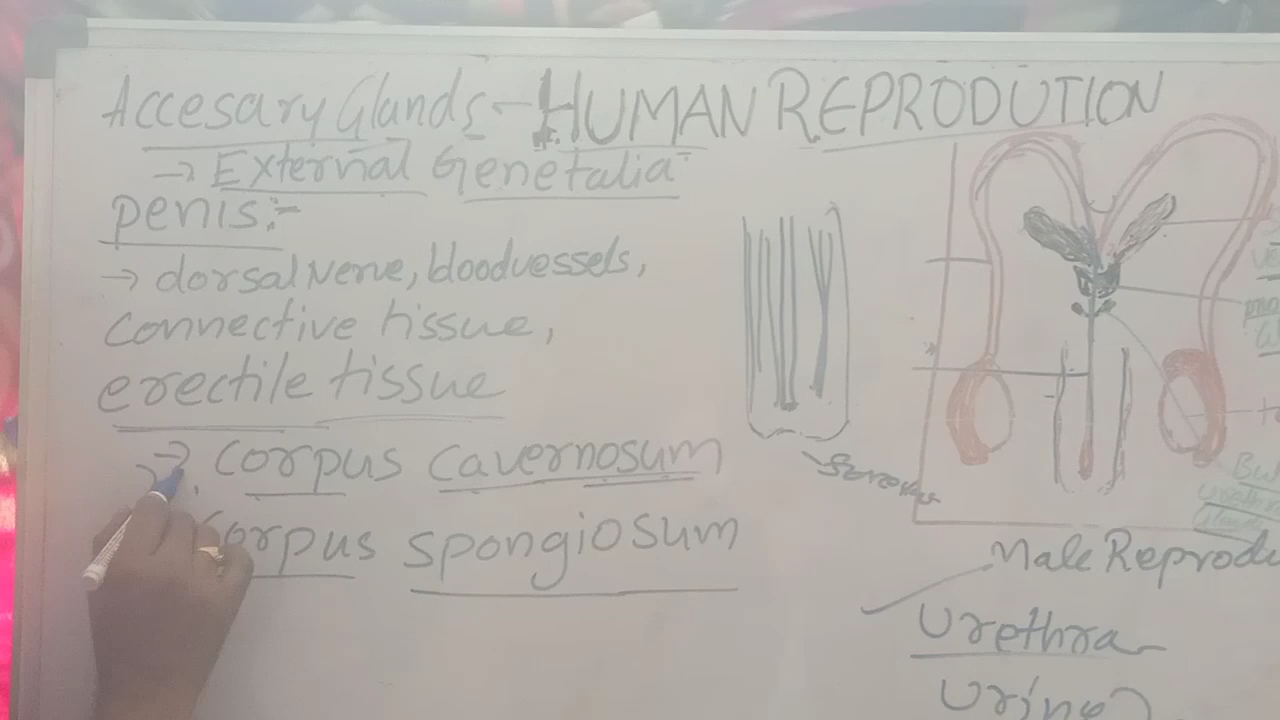 Accesary Glands - HUMAN REPRODUTION
→ External Genetalia
penis:-
→ dorsal nerve, bloodvessels,
connective tissue,
erectile tissue
→ corpus cavernosum
corpus spongiosum
Male Reprodu
Urethra
Urine